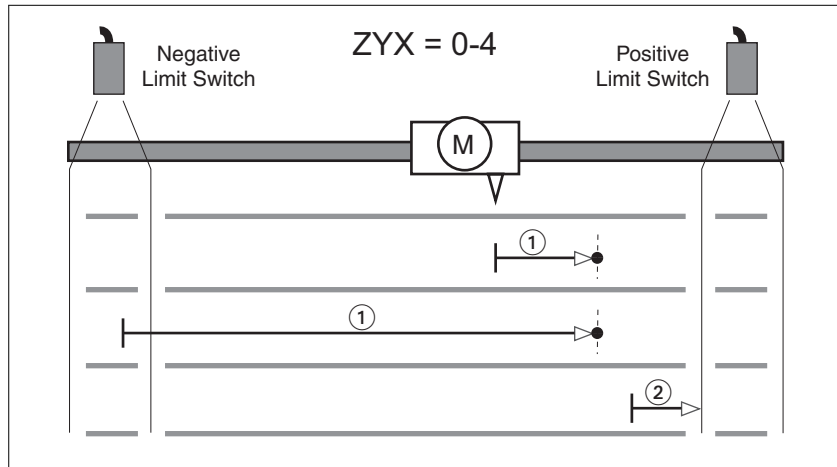 ZYX = 0-4
Negative
Limit Switch
Positive
Limit Switch
M
1
1
2